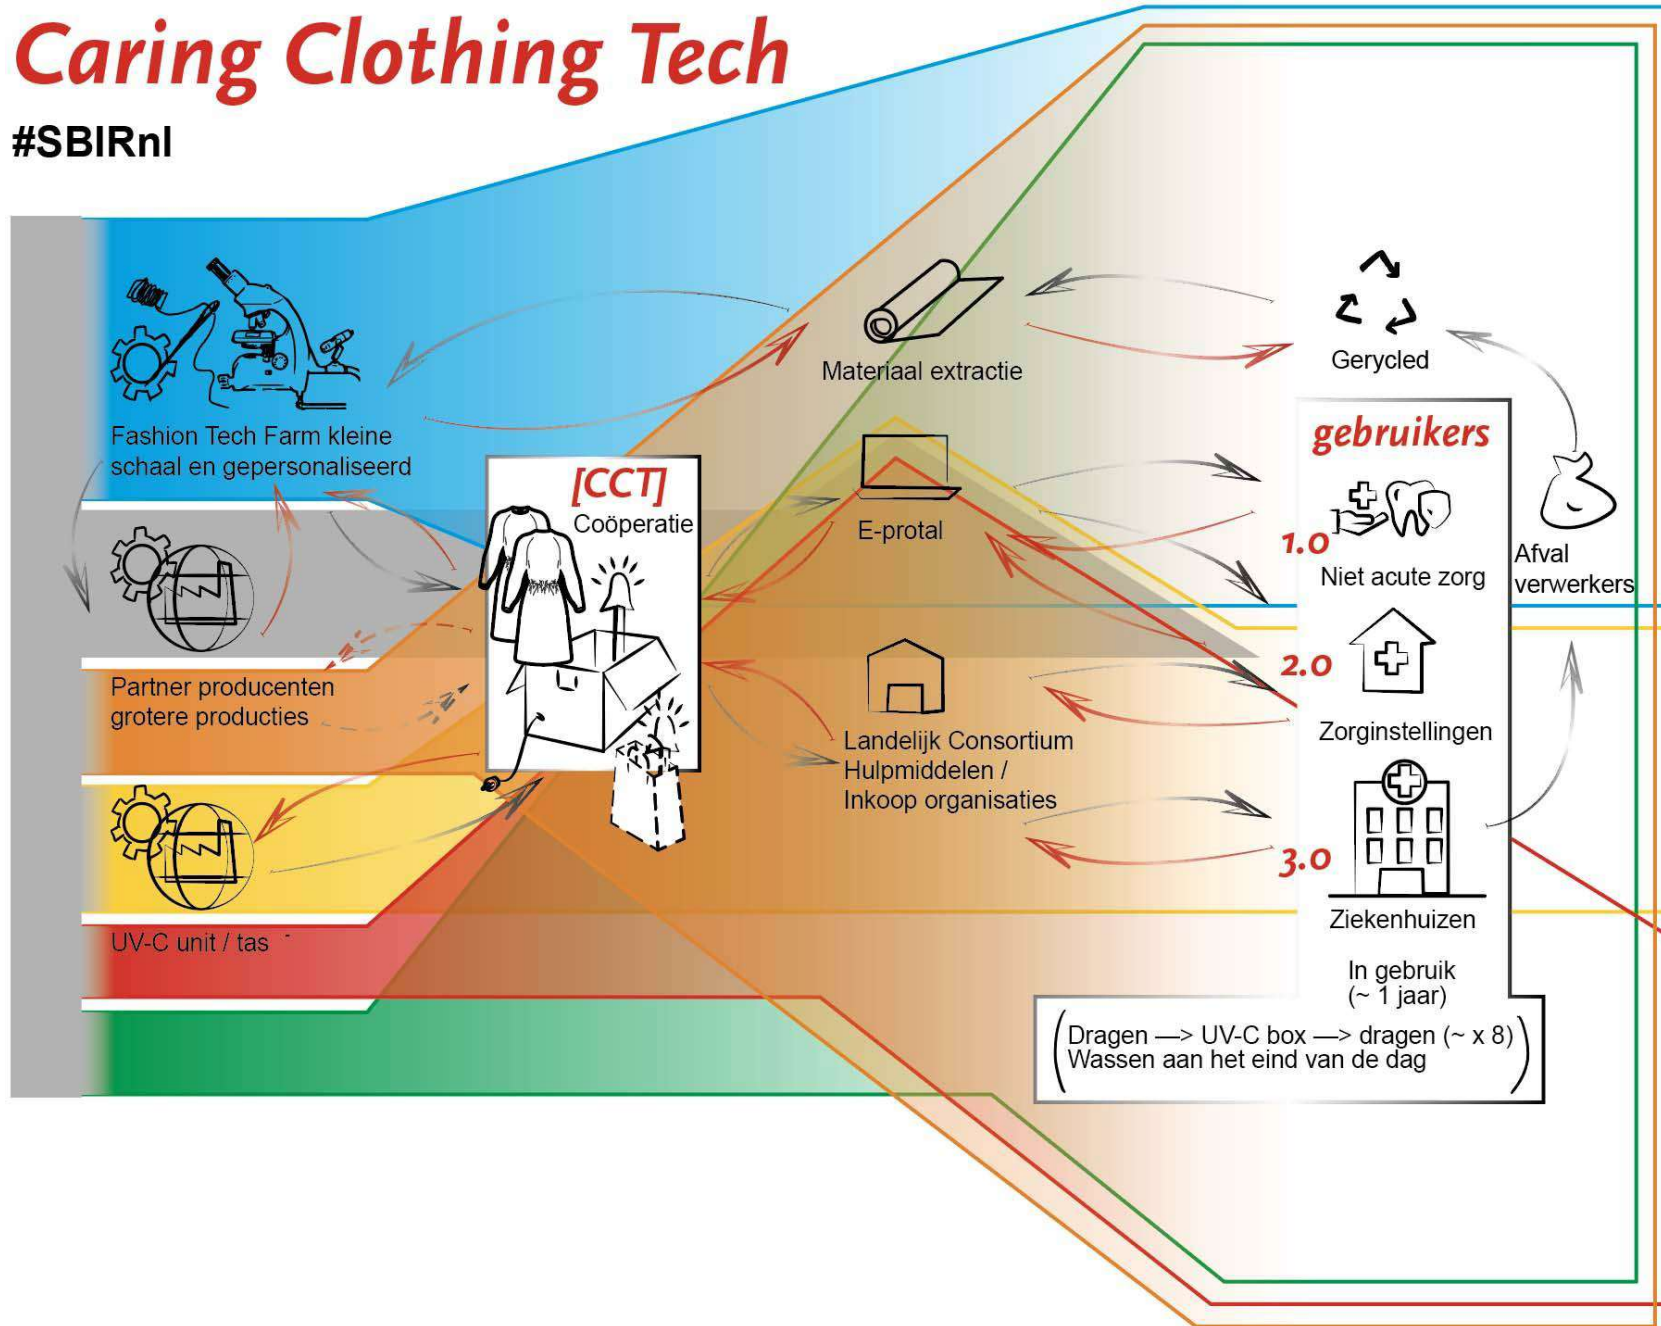 Caring Clothing Tech
#SBIRnl
Fashion Tech Farm kleine
schaal en gepersonaliseerd
Partner producenten
grotere producties
UV-C unit / tas
[CCT]
Coöperatie
Materiaal extractie
E-protal
Landelijk Consortium
Hulpmiddelen /
Inkoop organisaties
Gerycled
gebruikers
1.0
Niet acute zorg
2.0
Zorginstellingen
3.0
Ziekenhuizen
In gebruik
(~ 1 jaar)
(Dragen —> UV-C box —> dragen (~ x 8)
Wassen aan het eind van de dag)
Afval
verwerkers